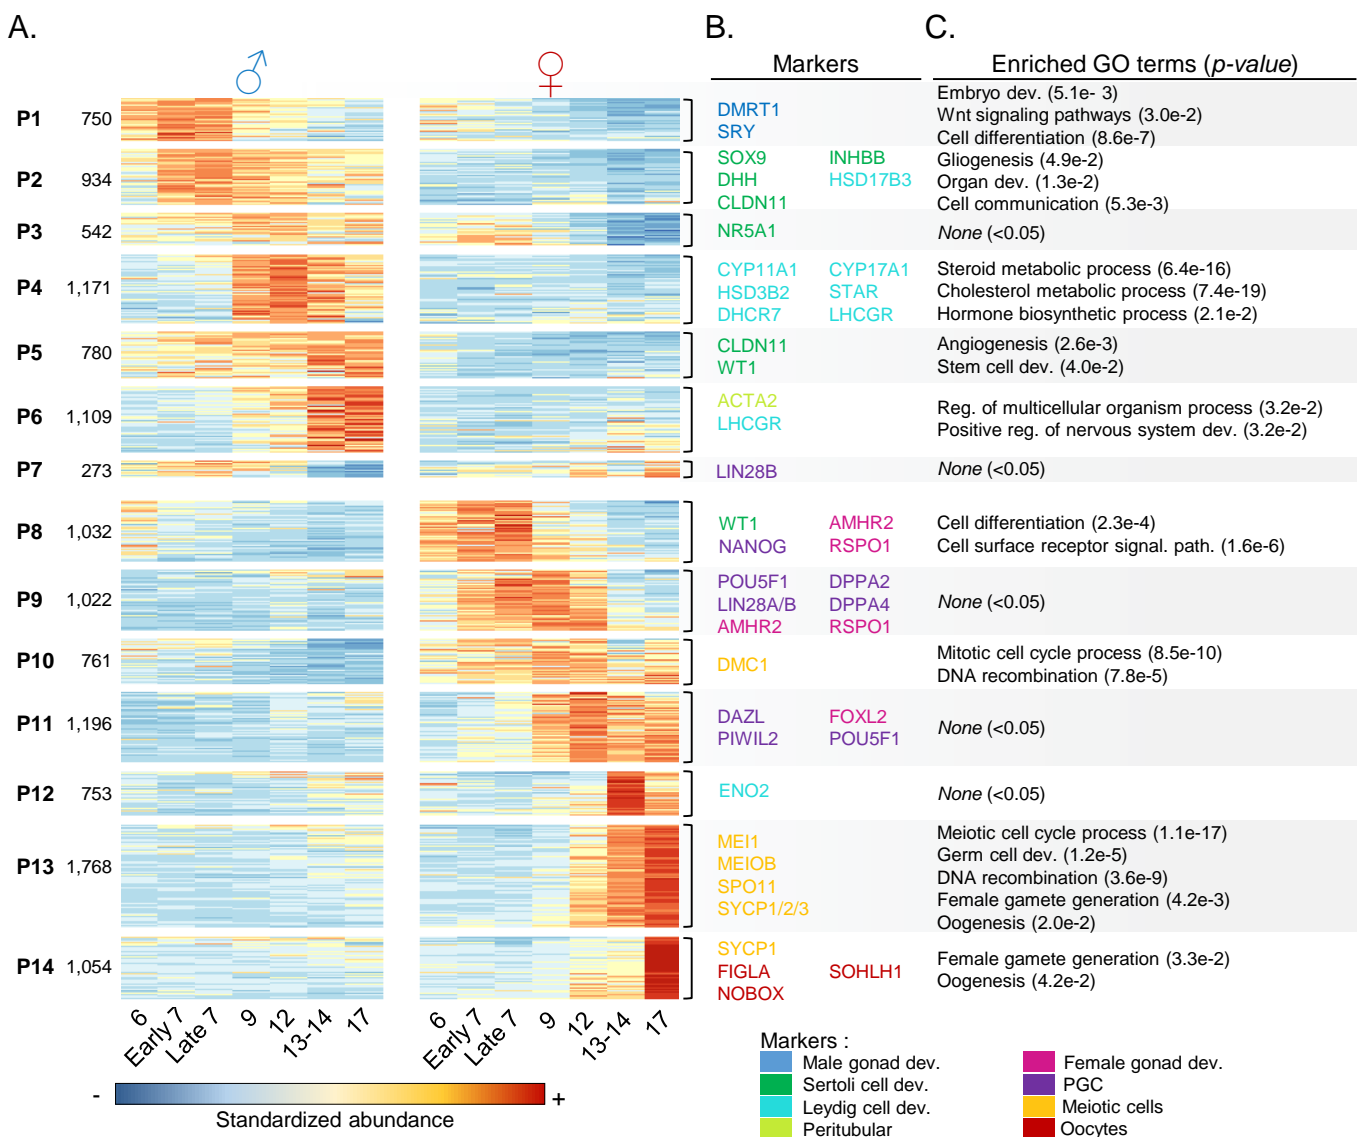 A.
B.
C.
♂
♀
Markers
Enriched GO terms (p-value)
P1 750
DMRT1
SRY
Embryo dev. (5.1e- 3)
Wnt signaling pathways (3.0e-2)
Cell differentiation (8.6e-7)
P2 934
SOX9 INHBB
DHH HSD17B3
CLDN11
Gliogenesis (4.9e-2)
Organ dev. (1.3e-2)
Cell communication (5.3e-3)
P3 542
NR5A1
None (<0.05)
P4 1,171
CYP11A1 CYP17A1
HSD3B2 STAR
DHCR7 LHCGR
Steroid metabolic process (6.4e-16)
Cholesterol metabolic process (7.4e-19)
Hormone biosynthetic process (2.1e-2)
P5 780
CLDN11
WT1
Angiogenesis (2.6e-3)
Stem cell dev. (4.0e-2)
P6 1,109
ACTA2
LHCGR
Reg. of multicellular organism process (3.2e-2)
Positive reg. of nervous system dev. (3.2e-2)
P7 273
LIN28B
None (<0.05)
P8 1,032
WT1 AMHR2
NANOG RSPO1
Cell differentiation (2.3e-4)
Cell surface receptor signal. path. (1.6e-6)
P9 1,022
POU5F1 DPPA2
LIN28A/B DPPA4
AMHR2 RSPO1
None (<0.05)
P10 761
DMC1
Mitotic cell cycle process (8.5e-10)
DNA recombination (7.8e-5)
P11 1,196
DAZL FOXL2
PIWIL2 POU5F1
None (<0.05)
P12 753
ENO2
None (<0.05)
P13 1,768
MEI1
MEIOB
SPO11
SYCP1/2/3
Meiotic cell cycle process (1.1e-17)
Germ cell dev. (1.2e-5)
DNA recombination (3.6e-9)
Female gamete generation (4.2e-3)
Oogenesis (2.0e-2)
P14 1,054
SYCP1
FIGLA SOHLH1
NOBOX
Female gamete generation (3.3e-2)
Oogenesis (4.2e-2)
6 Early 7 Late 7 9 12 13-14 17
6 Early 7 Late 7 9 12 13-14 17
- +
Standardized abundance
Markers :
Male gonad dev. Female gonad dev.
Sertoli cell dev. PGC
Leydig cell dev. Meiotic cells
Peritubular Oocytes